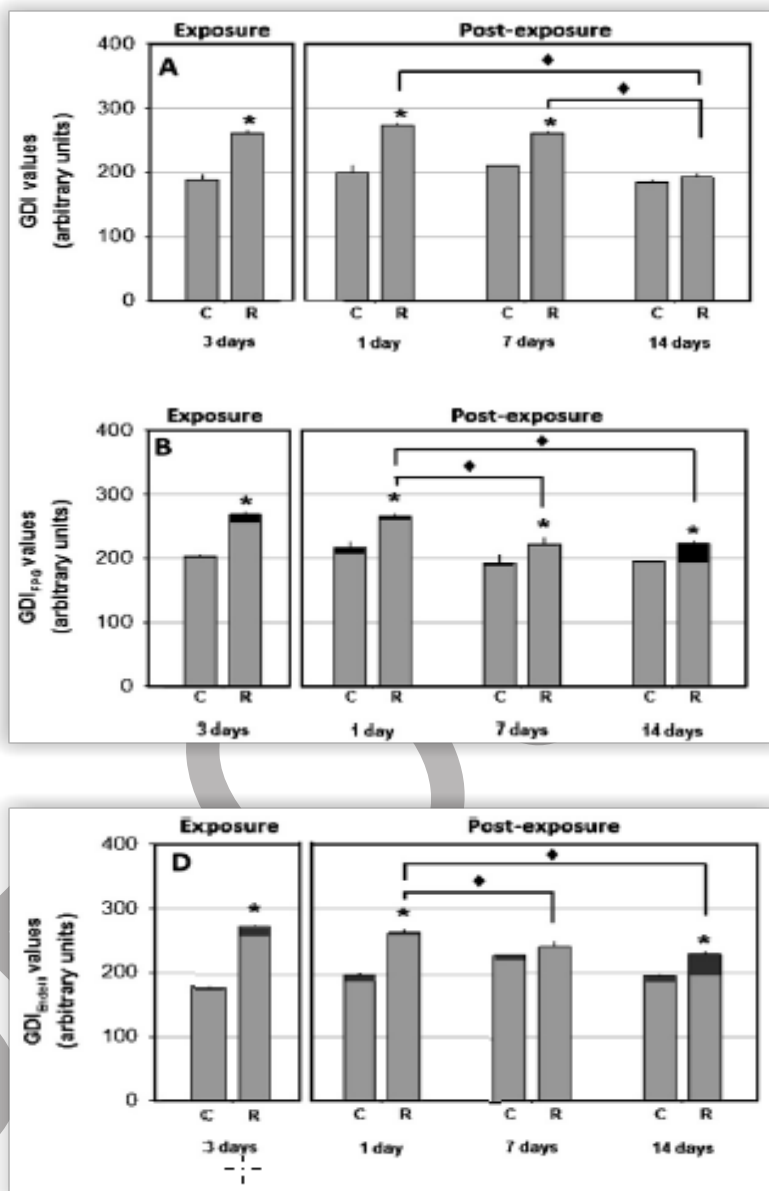 Exposure Post-exposure
A
GDI values
(arbitrary units)
400
300
200
100
0
* * *
◆
◆
C R C R C R C R
3 days 1 day 7 days 14 days
Exposure Post-exposure
B
GDI_FPG values
(arbitrary units)
400
300
200
100
0
* * * *
◆
◆
C R C R C R C R
3 days 1 day 7 days 14 days
Exposure Post-exposure
D
GDI values
(arbitrary units)
400
300
200
100
0
* * *
◆
◆
C R C R C R C R
3 days 1 day 7 days 14 days